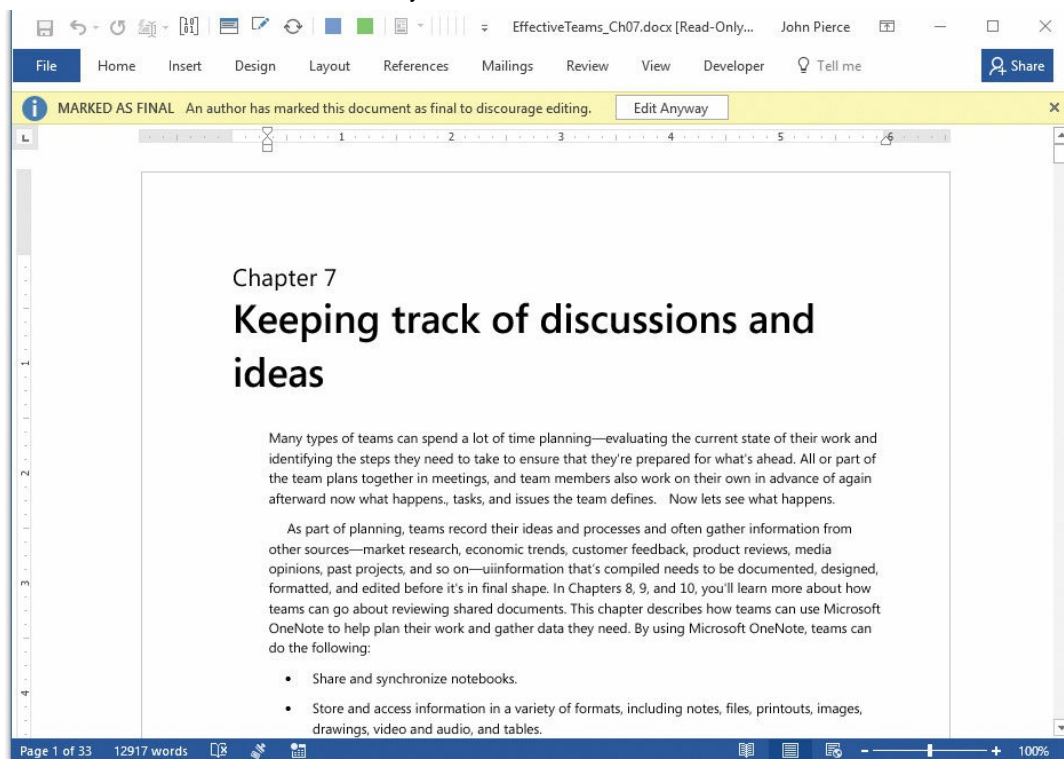 EffectiveTeams_Ch07.docx [Read-Only... John Pierce
File Home Insert Design Layout References Mailings Review View Developer Tell me Share
MARKED AS FINAL An author has marked this document as final to discourage editing. Edit Anyway
1 2 3 4 5 6
Chapter 7
Keeping track of discussions and
ideas
Many types of teams can spend a lot of time planning—evaluating the current state of their work and
identifying the steps they need to take to ensure that they're prepared for what's ahead. All or part of
the team plans together in meetings, and team members also work on their own in advance of again
afterward now what happens., tasks, and issues the team defines. Now lets see what happens.
As part of planning, teams record their ideas and processes and often gather information from
other sources—market research, economic trends, customer feedback, product reviews, media
opinions, past projects, and so on—uiinformation that's compiled needs to be documented, designed,
formatted, and edited before it's in final shape. In Chapters 8, 9, and 10, you'll learn more about how
teams can go about reviewing shared documents. This chapter describes how teams can use Microsoft
OneNote to help plan their work and gather data they need. By using Microsoft OneNote, teams can
do the following:
• Share and synchronize notebooks.
• Store and access information in a variety of formats, including notes, files, printouts, images,
drawings, video and audio, and tables.
1
2
3
4
Page 1 of 33 12917 words 100%